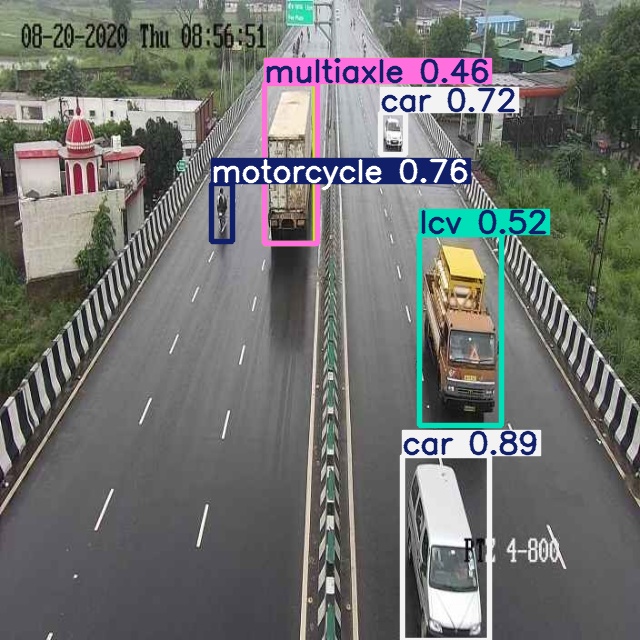 08-20-2020 Thu 08:56:51
multiaxle 0.46
car 0.72
motorcycle 0.76
lcv 0.52
car 0.89
PTZ 4-800